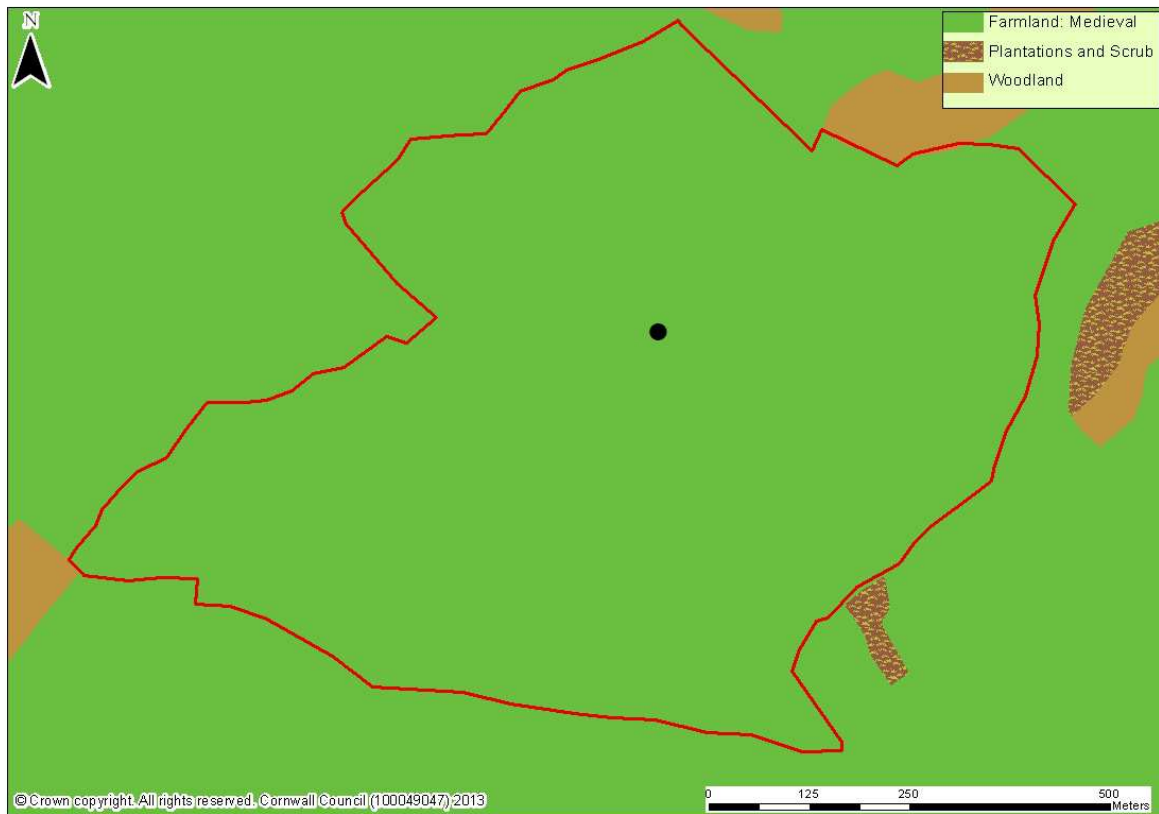 N
Farmland: Medieval
Plantations and Scrub
Woodland
© Crown copyright. All rights reserved. Cornwall Council (100049047) 2013
0 125 250 500
Meters